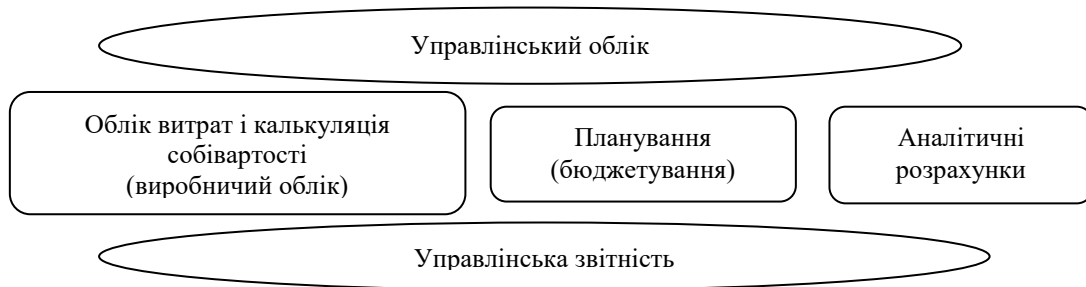 Управлінський облік
Облік витрат і калькуляція
собівартості
(виробничий облік)
Планування
(бюджетування)
Аналітичні
розрахунки
Управлінська звітність